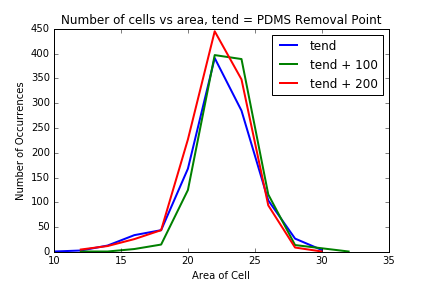 Number of cells vs area, tend = PDMS Removal Point
450
400
350
300
250
200
150
100
50
0
Number of Occurrences
tend
tend + 100
tend + 200
10 15 20 25 30 35
Area of Cell